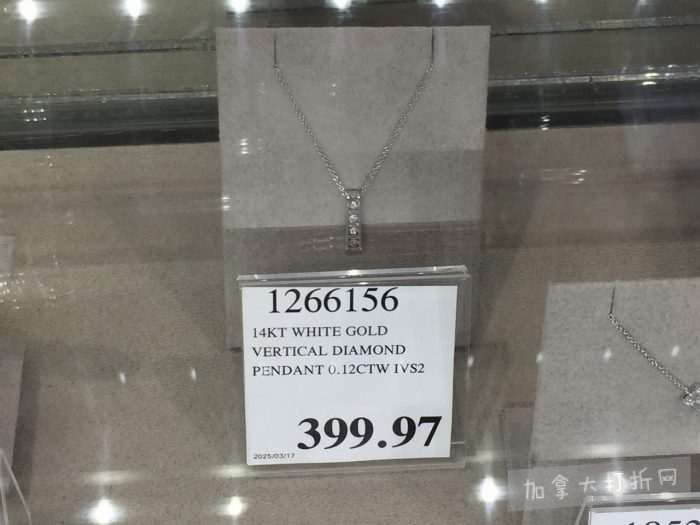 1266156
14KT WHITE GOLD
VERTICAL DIAMOND
PENDANT 0.12CTW IVS2
399.97
2025/03/17
加拿大打折网